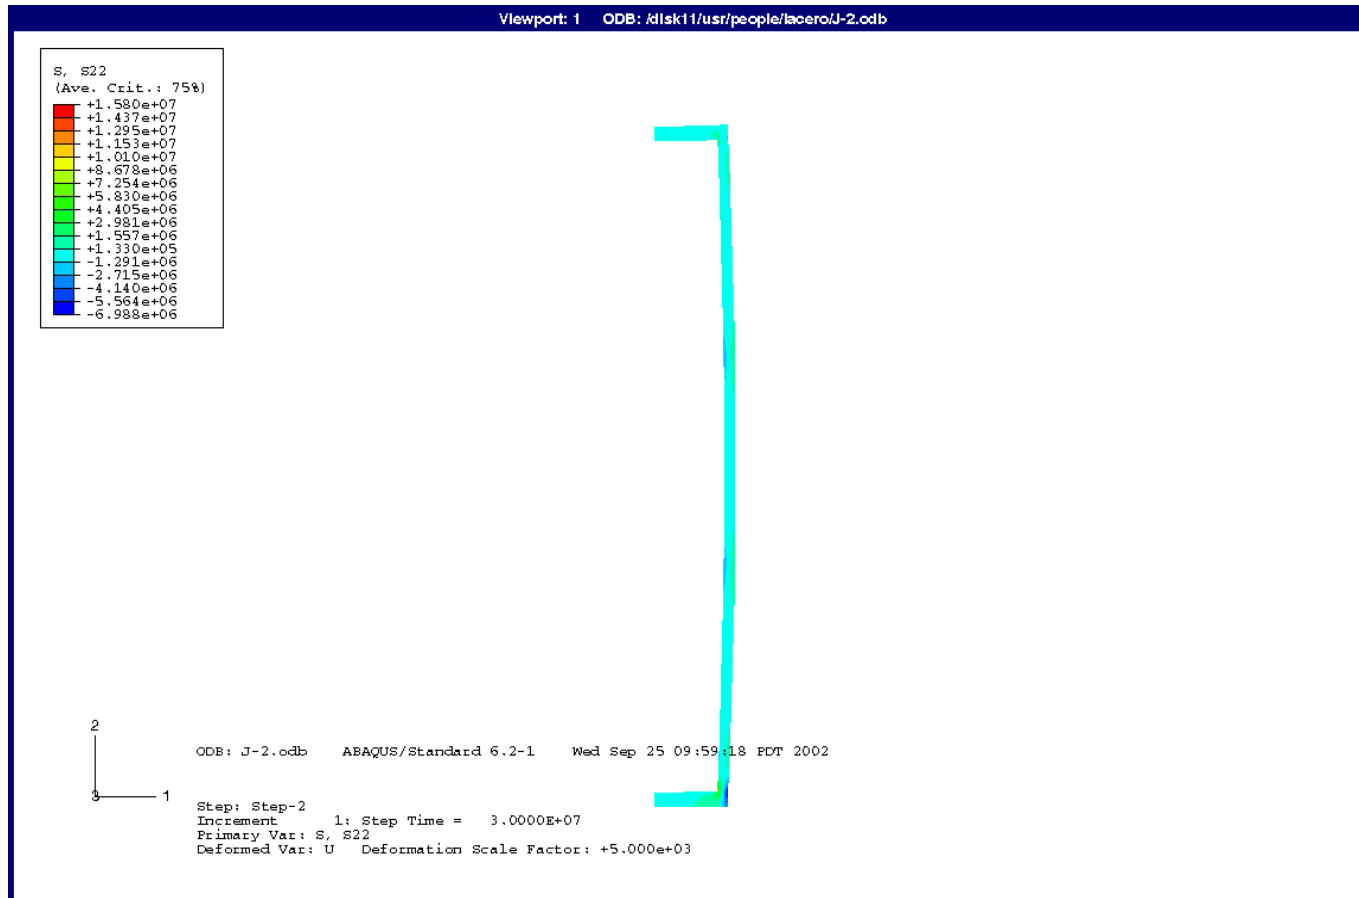 Viewport: 1 ODB: /disk11/usr/people/lacero/J-2.odb
S, S22
(Ave. Crit.: 75%)
+1.580e+07
+1.437e+07
+1.295e+07
+1.153e+07
+1.010e+07
+8.678e+06
+7.254e+06
+5.830e+06
+4.405e+06
+2.981e+06
+1.557e+06
+1.330e+05
-1.291e+06
-2.715e+06
-4.140e+06
-5.564e+06
-6.988e+06
2
3
1
ODB: J-2.odb ABAQUS/Standard 6.2-1 Wed Sep 25 09:59:18 PDT 2002
Step: Step-2
Increment 1: Step Time = 3.0000E+07
Primary Var: S, S22
Deformed Var: U Deformation Scale Factor: +5.000e+03